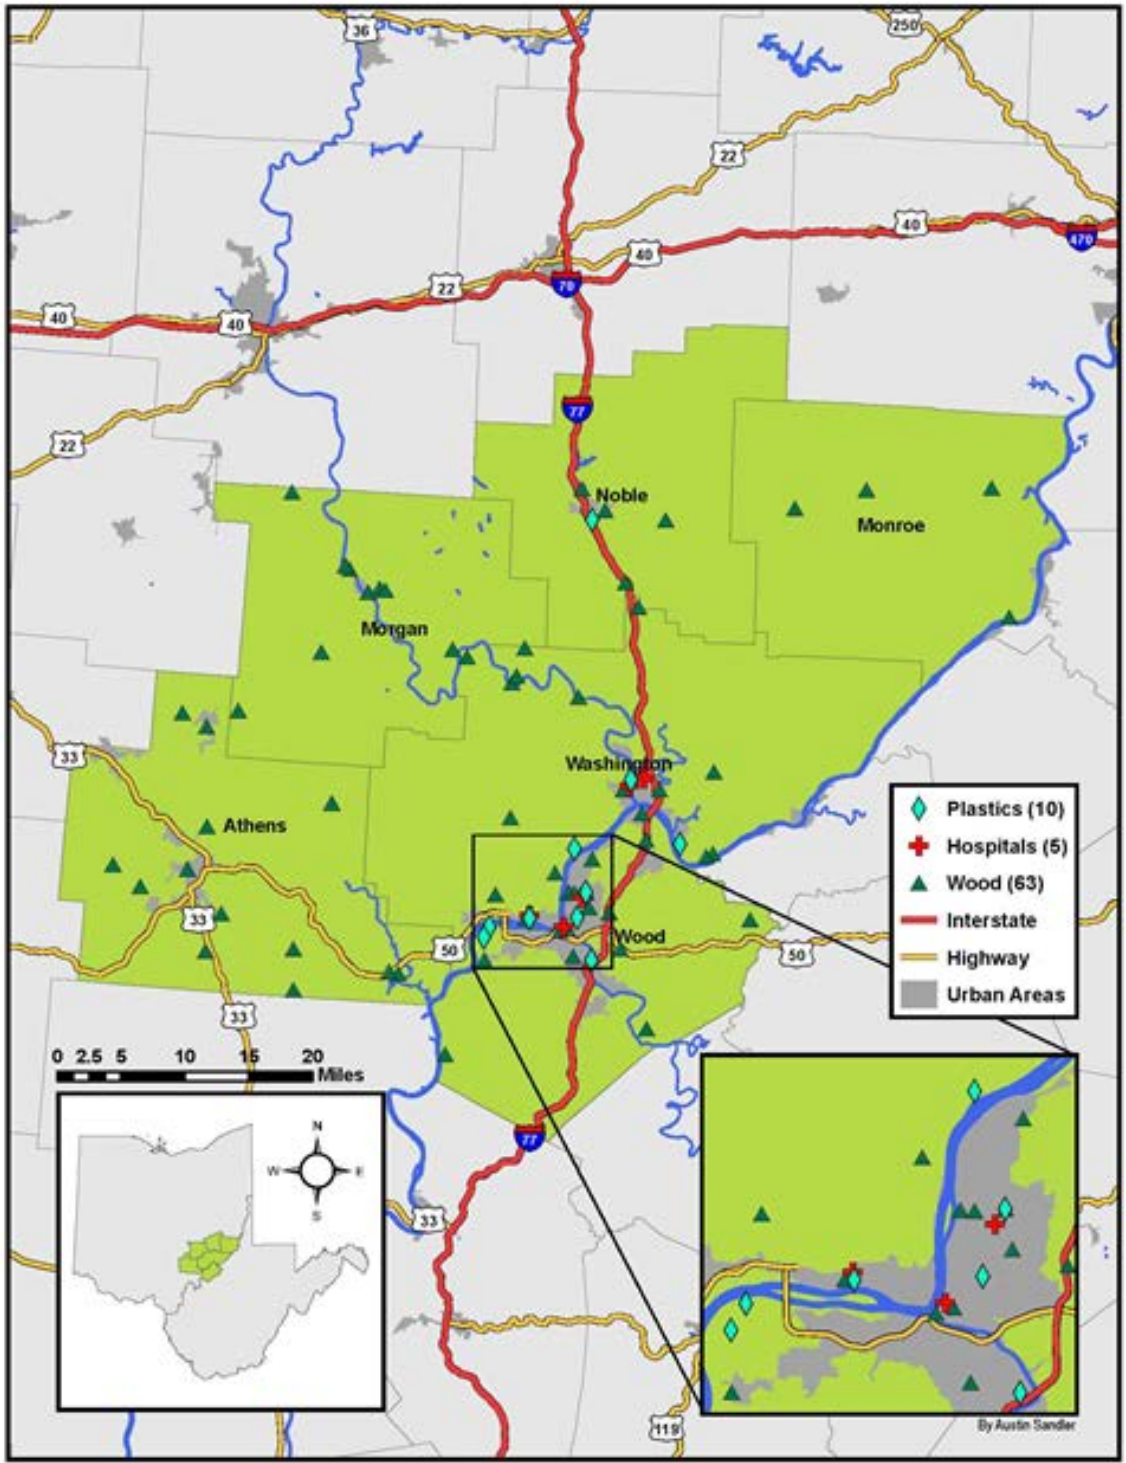 36
250
22
40
470
40
22
70
40
40
77
22
Noble
Monroe
Morgan
Washington
33
Athens
Plastics (10)
Hospitals (5)
Wood (63)
Interstate
Highway
Urban Areas
33
Wood
50
50
33
0 2.5 5 10 15 20
Miles
77
N
W E
S
33
119
By Austin Sandler